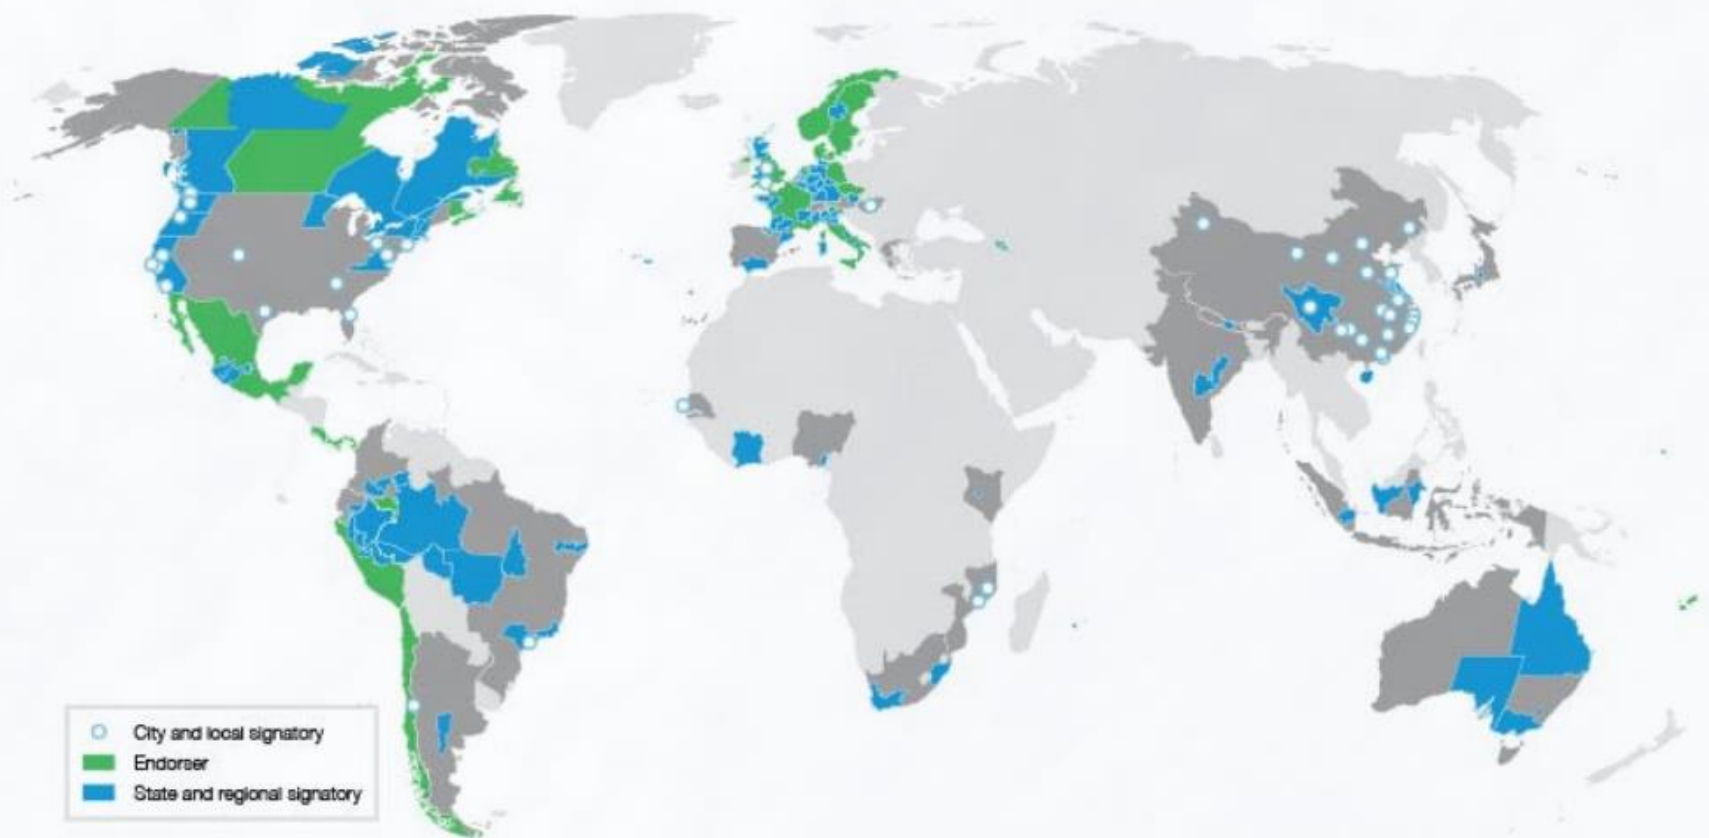 City and local signatory
Endorser
State and regional signatory